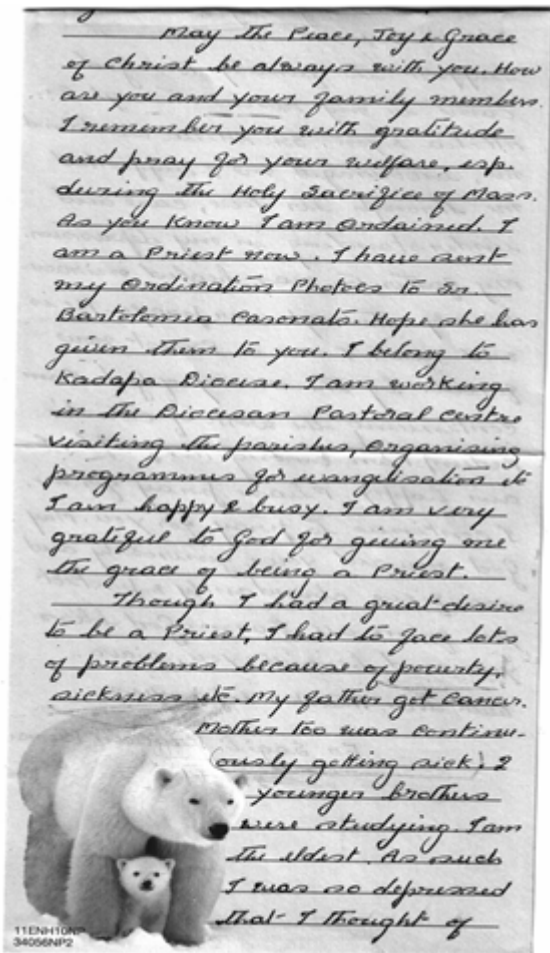 May the Peace, Joy & Grace
of Christ be always with you. How
are you and your family members.
I remember you with gratitude
and pray for your welfare, esp.
during the Holy Sacrifice of Mass.
As you know I am ordained. I
am a Priest now. I have sent
my Ordination Photoes to Sr.
Bartolomea Casonato. Hope she has
given them to you. I belong to
Kadapa Diocese. I am working
in the Diocesan Pastoral Centre
visiting the parishes, Organising
programmes for evangelisation etc
I am happy & busy. I am very
grateful to God for giving me
the grace of being a Priest.
Though I had a great desire
to be a Priest, I had to face lots
of problems because of poverty,
sickness etc. My father got Cancer.
Mother too was continu-
ously getting sick. 2
younger brothers
were studying. I am
the eldest. As such
I was so depressed
that I thought of
11ENH10NP
34056NP2